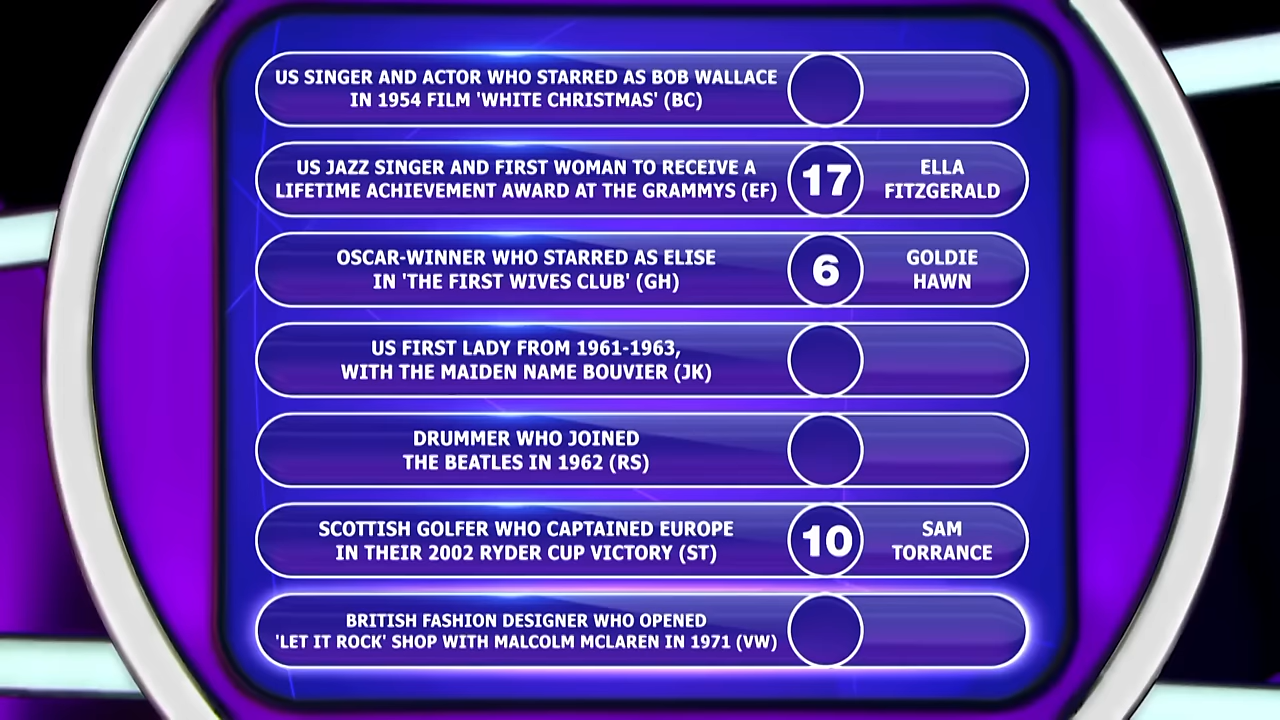 US SINGER AND ACTOR WHO STARRED AS BOB WALLACE
IN 1954 FILM 'WHITE CHRISTMAS' (BC)
US JAZZ SINGER AND FIRST WOMAN TO RECEIVE A
LIFETIME ACHIEVEMENT AWARD AT THE GRAMMYS (EF)
17
ELLA
FITZGERALD
OSCAR-WINNER WHO STARRED AS ELISE
IN 'THE FIRST WIVES CLUB' (GH)
6
GOLDIE
HAWN
US FIRST LADY FROM 1961-1963,
WITH THE MAIDEN NAME BOUVIER (JK)
DRUMMER WHO JOINED
THE BEATLES IN 1962 (RS)
SCOTTISH GOLFER WHO CAPTAINED EUROPE
IN THEIR 2002 RYDER CUP VICTORY (ST)
10
SAM
TORRANCE
BRITISH FASHION DESIGNER WHO OPENED
'LET IT ROCK' SHOP WITH MALCOLM MCLAREN IN 1971 (VW)